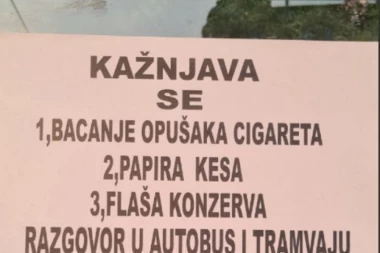 KAŽNJAVA
SE
1,BACANJE OPUŠAKA CIGARETA
2,PAPIRA KESA
3,FLAŠA KONZERVA
RAZGOVOR U AUTOBUS I TRAMVAJU